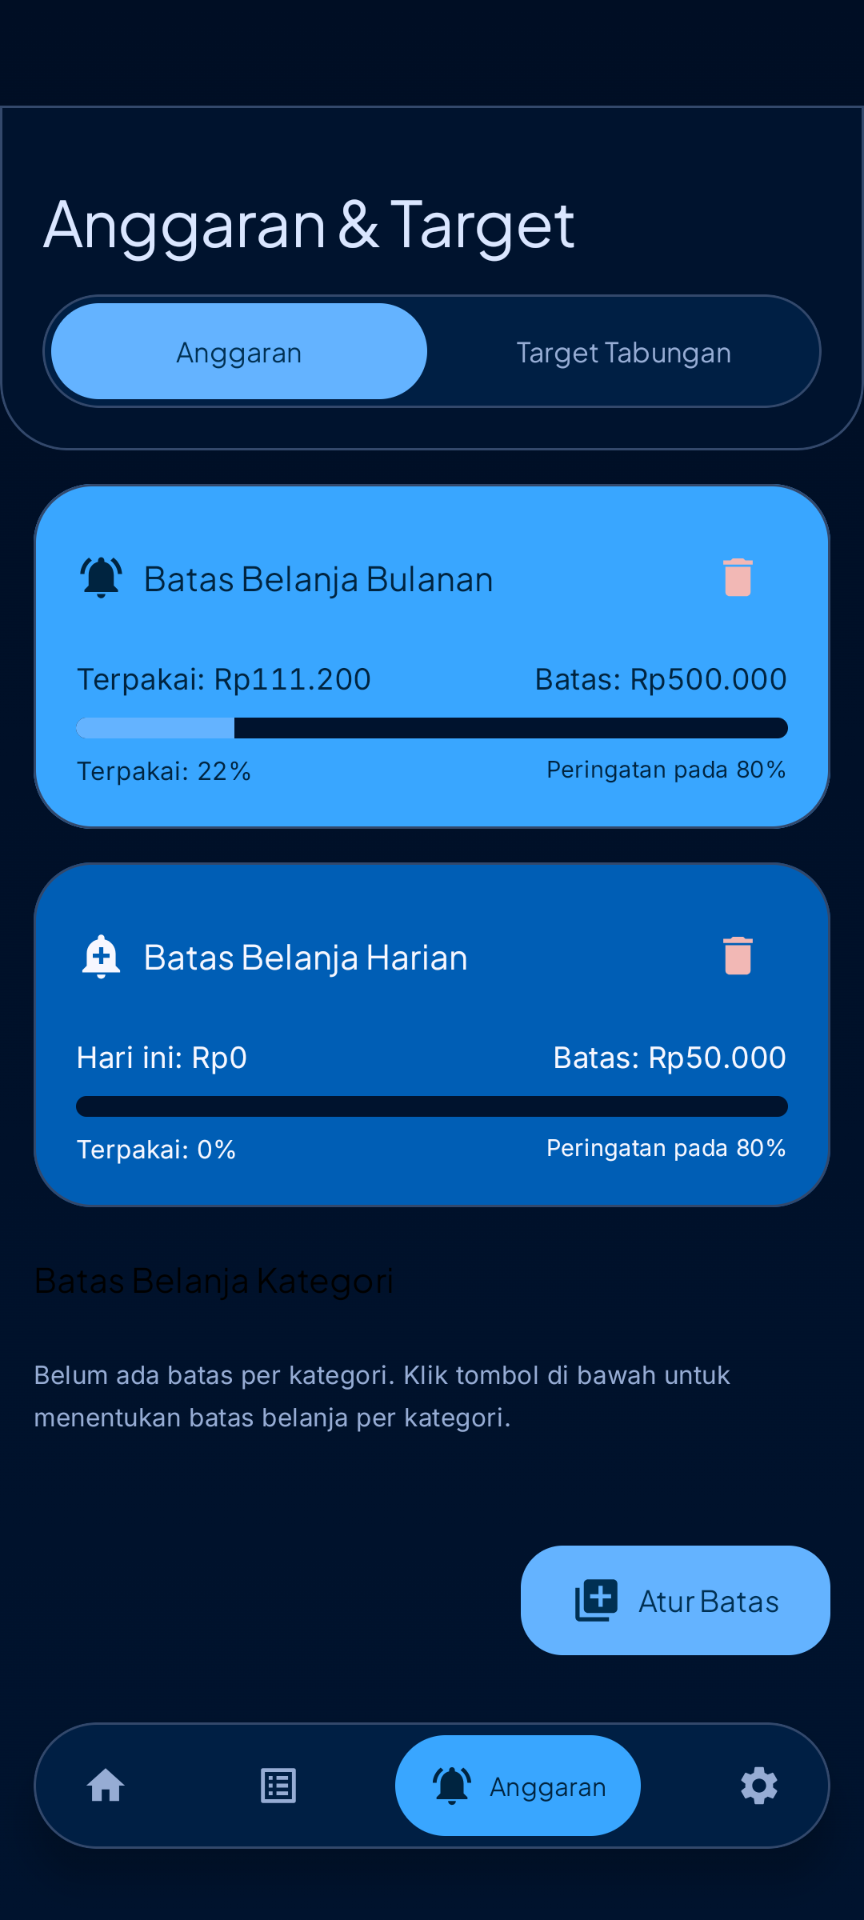 Anggaran & Target
Anggaran
Target Tabungan
Batas Belanja Bulanan
Terpakai: Rp111.200
Batas: Rp500.000
Terpakai: 22%
Peringatan pada 80%
Batas Belanja Harian
Hari ini: Rp0
Batas: Rp50.000
Terpakai: 0%
Peringatan pada 80%
Batas Belanja Kategori
Belum ada batas per kategori. Klik tombol di bawah untuk
menentukan batas belanja per kategori.
Atur Batas
Anggaran